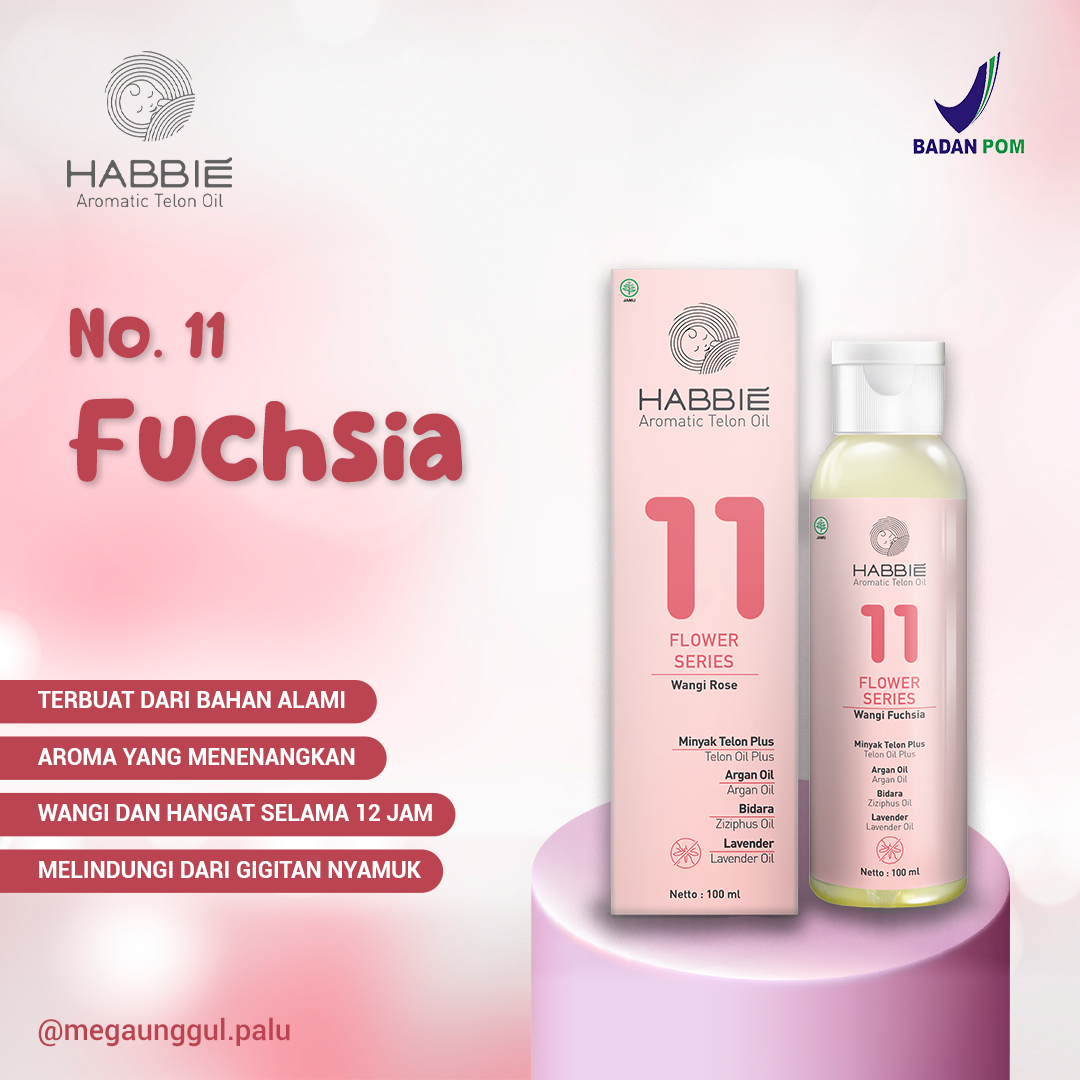 HABBIÉ
Aromatic Telon Oil
BADAN POM
No. 11
Fuchsia
TERBUAT DARI BAHAN ALAMI
AROMA YANG MENENANGKAN
WANGI DAN HANGAT SELAMA 12 JAM
MELINDUNGI DARI GIGITAN NYAMUK
@megaunggul.palu
JAMU
HABBIÉ
Aromatic Telon Oil
11
FLOWER
SERIES
Wangi Rose
Minyak Telon Plus
Telon Oil Plus
Argan Oil
Argan Oil
Bidara
Ziziphus Oil
Lavender
Lavender Oil
Netto : 100 ml
JAMU
HABBIÉ
Aromatic Telon Oil
11
FLOWER
SERIES
Wangi Fuchsia
Minyak Telon Plus
Telon Oil Plus
Argan Oil
Argan Oil
Bidara
Ziziphus Oil
Lavender
Lavender Oil
Netto : 100 ml